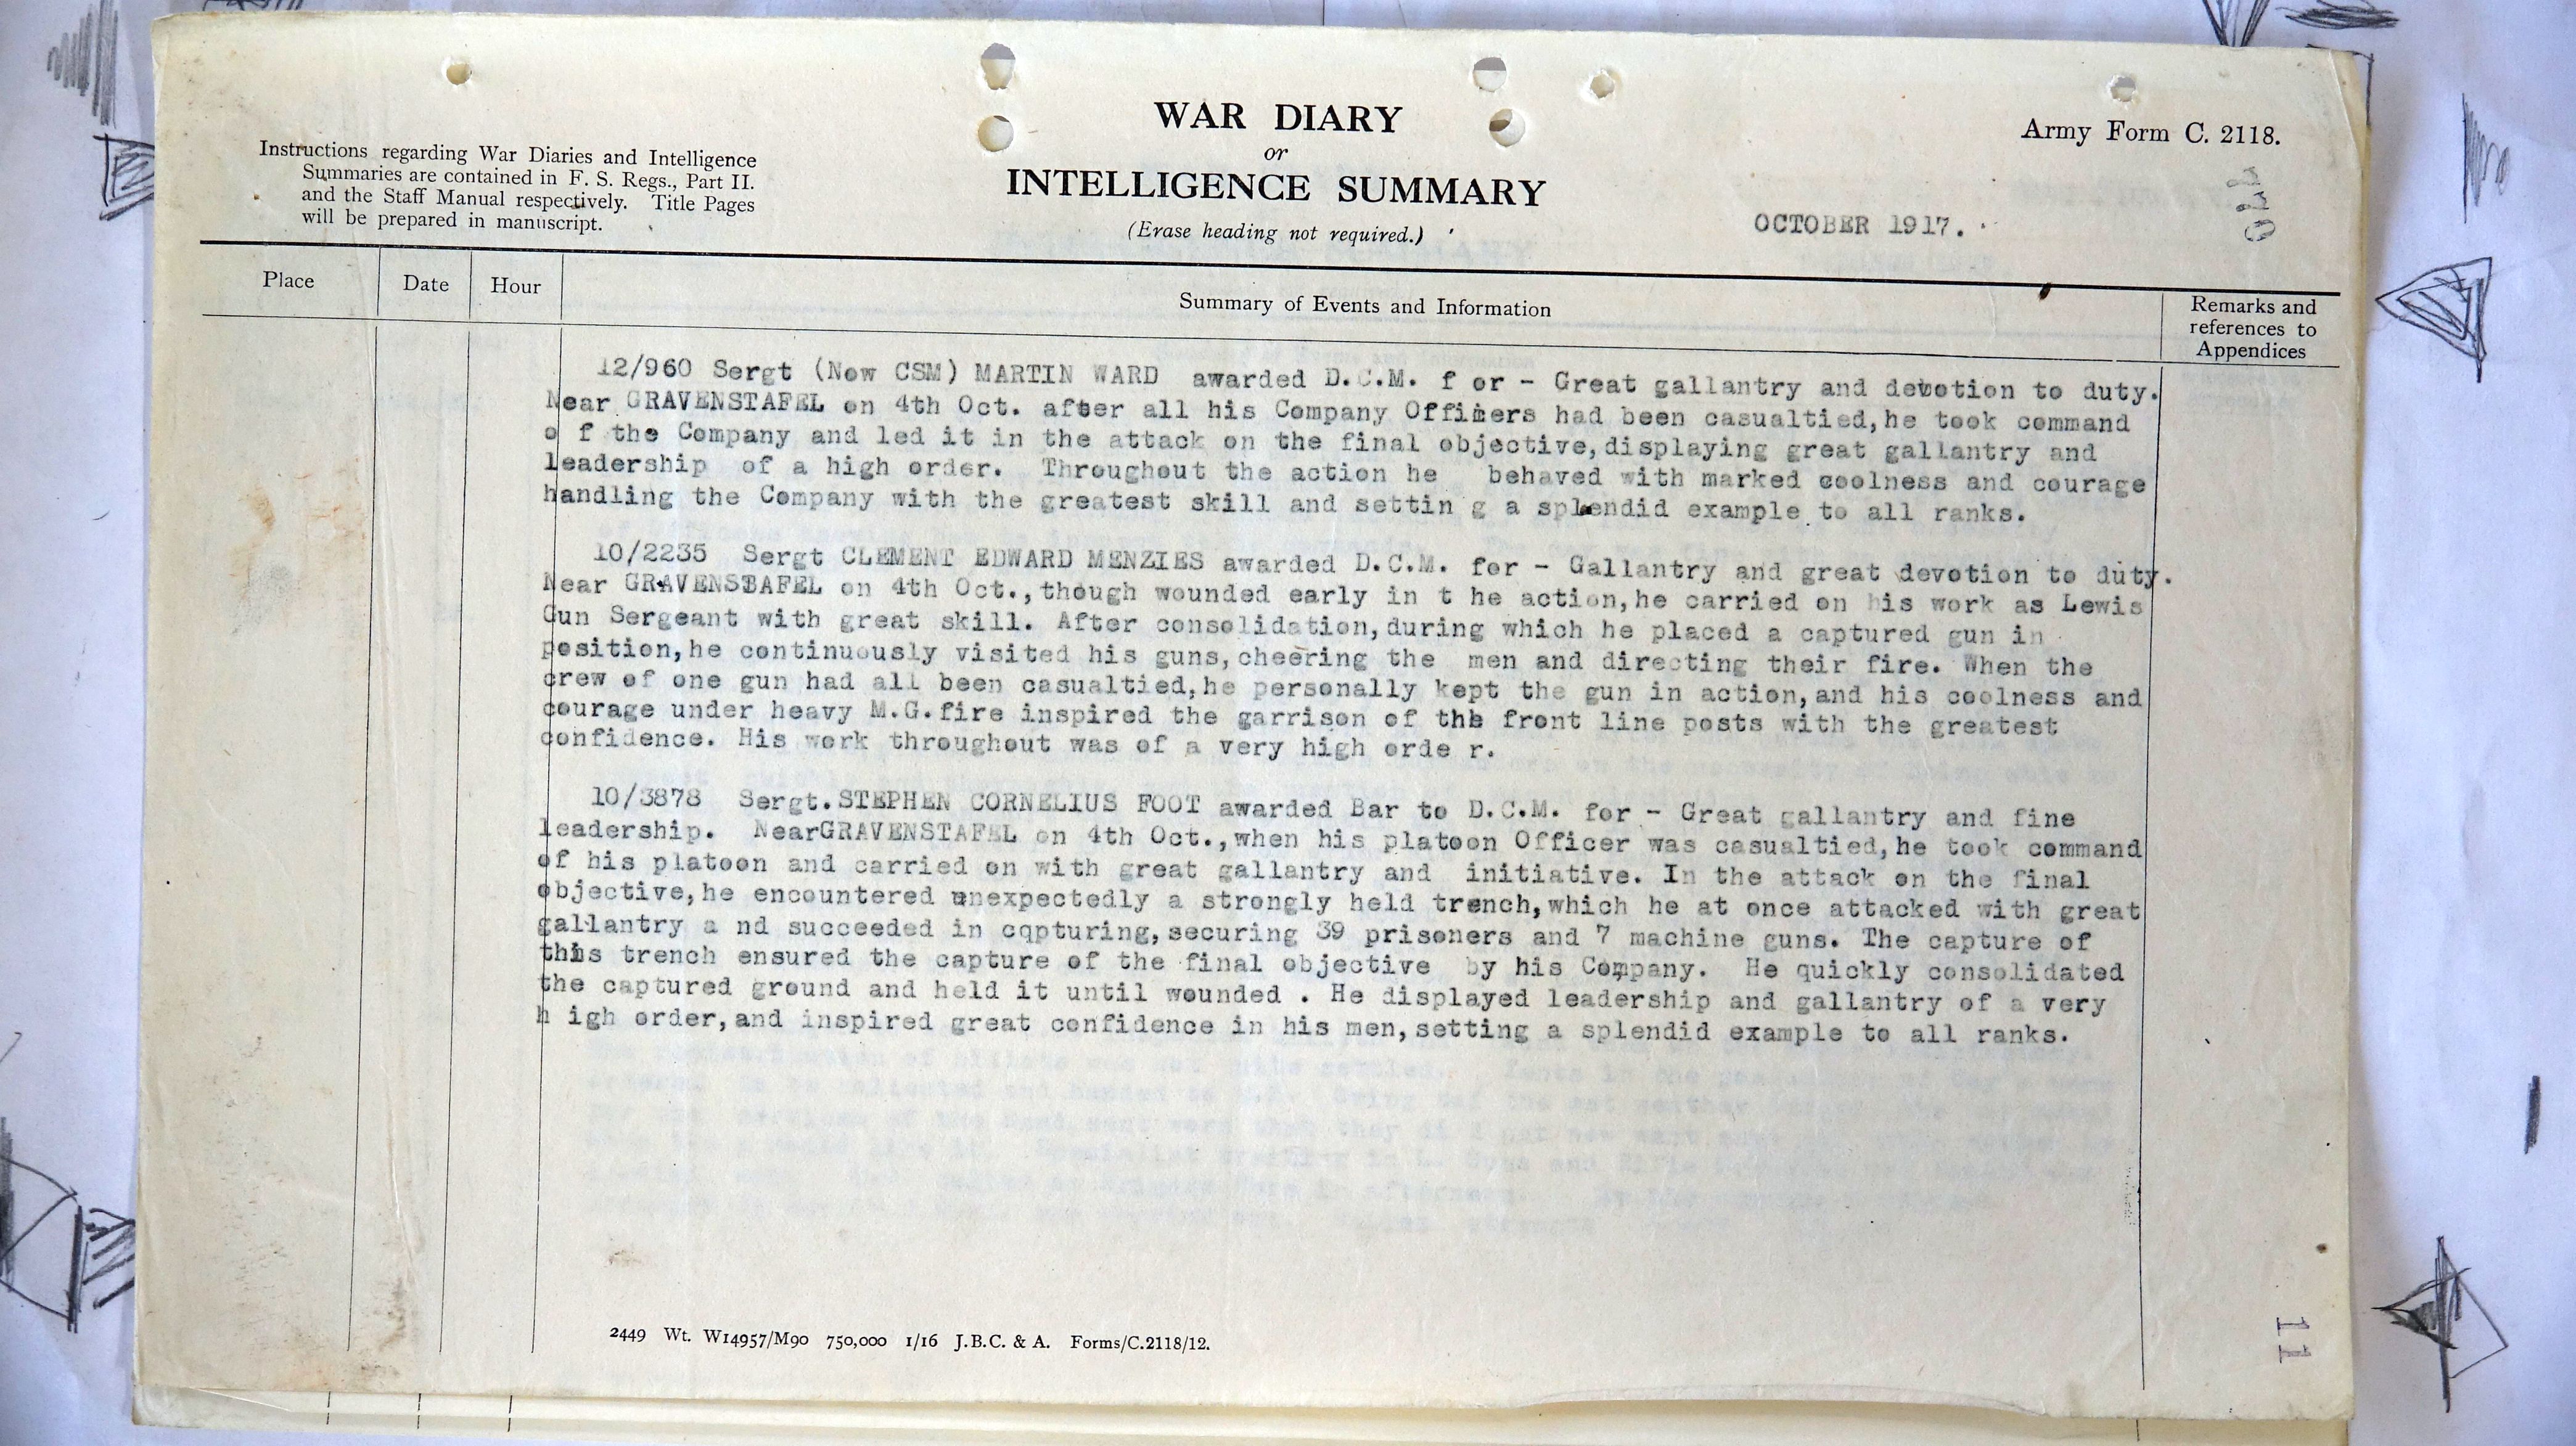 WAR DIARY
or
INTELLIGENCE SUMMARY
(Erase heading not required.)
Army Form C. 2118.
Instructions regarding War Diaries and Intelligence
Summaries are contained in F. S. Regs., Part II.
and the Staff Manual respectively. Title Pages
will be prepared in manuscript.
OCTOBER 1917.
Place
Date
Hour
Summary of Events and Information
Remarks and
references to
Appendices
12/960 Sergt (Now CSM) MARTIN WARD awarded D.C.M. f or - Great gallantry and devotion to duty.
Near GRAVENSTAFEL on 4th Oct. after all his Company Officers had been casualtied,he took command
o f the Company and led it in the attack on the final objective,displaying great gallantry and
leadership of a high order. Throughout the action he behaved with marked coolness and courage
handling the Company with the greatest skill and settin g a splendid example to all ranks.
10/2235 Sergt CLEMENT EDWARD MENZIES awarded D.C.M. for - Gallantry and great devotion to duty.
Near GRAVENSTAFEL on 4th Oct.,though wounded early in t he action,he carried on his work as Lewis
Gun Sergeant with great skill. After consolidation,during which he placed a captured gun in
position,he continuously visited his guns,cheering the men and directing their fire. When the
crew of one gun had all been casualtied,he personally kept the gun in action,and his coolness and
courage under heavy M.G.fire inspired the garrison of the front line posts with the greatest
confidence. His work throughout was of a very high orde r.
10/3878 Sergt.STEPHEN CORNELIUS FOOT awarded Bar to D.C.M. for - Great gallantry and fine
leadership. NearGRAVENSTAFEL on 4th Oct.,when his platoon Officer was casualtied,he took command
of his platoon and carried on with great gallantry and initiative. In the attack on the final
objective,he encountered unexpectedly a strongly held trench,which he at once attacked with great
gallantry a nd succeeded in cqpturing,securing 39 prisoners and 7 machine guns. The capture of
this trench ensured the capture of the final objective by his Company. He quickly consolidated
the captured ground and held it until wounded . He displayed leadership and gallantry of a very
h igh order,and inspired great confidence in his men,setting a splendid example to all ranks.
2449 Wt. W14957/M90 750,000 1/16 J.B.C. & A. Forms/C.2118/12.
11